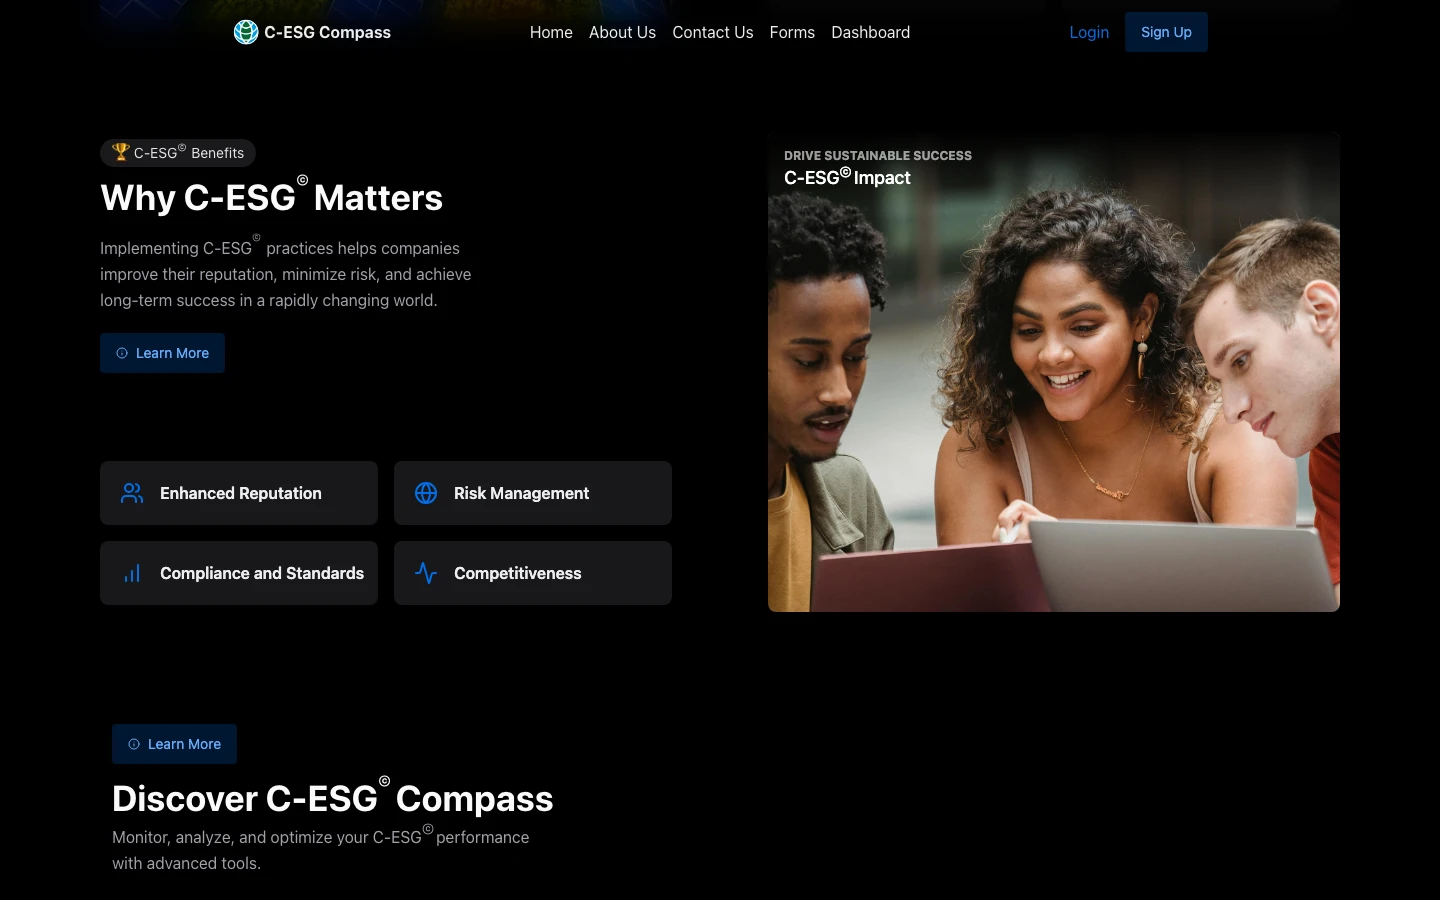 C-ESG Compass
Home About Us Contact Us Forms Dashboard
Login Sign Up
🏆 C-ESG© Benefits
Why C-ESG© Matters
Implementing C-ESG© practices helps companies
improve their reputation, minimize risk, and achieve
long-term success in a rapidly changing world.
Learn More
Enhanced Reputation
Risk Management
Compliance and Standards
Competitiveness
DRIVE SUSTAINABLE SUCCESS
C-ESG© Impact
Learn More
Discover C-ESG© Compass
Monitor, analyze, and optimize your C-ESG© performance
with advanced tools.